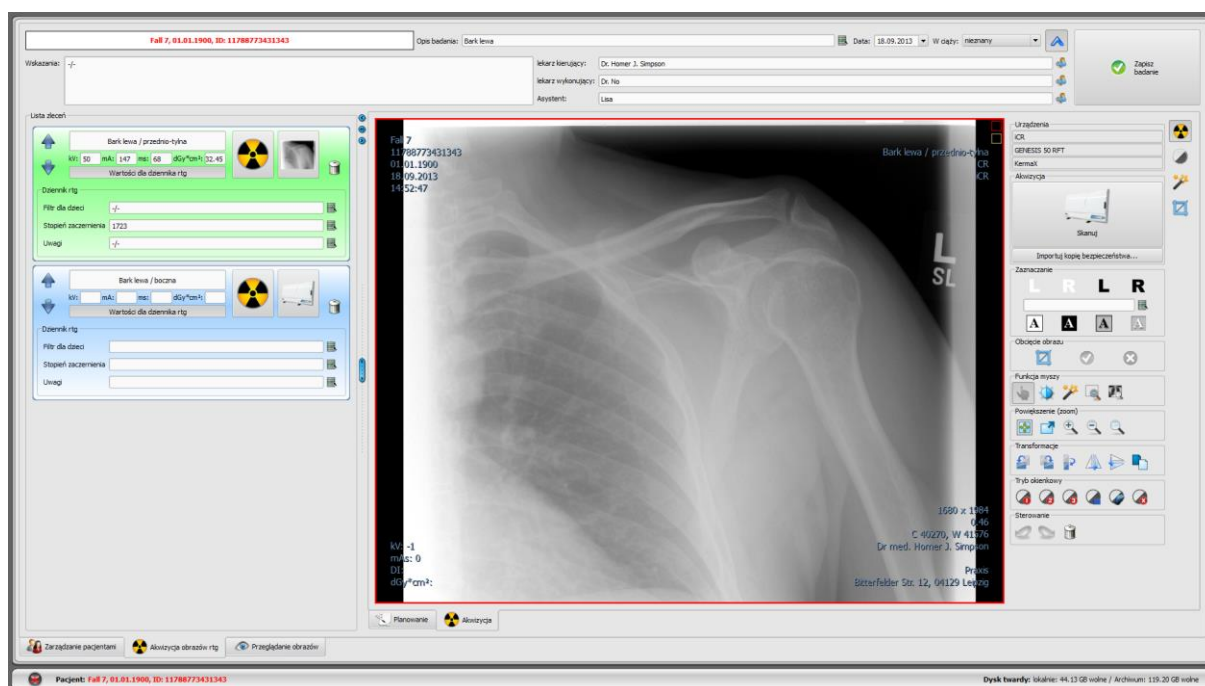 Fall 7, 01.01.1900, ID: 11788773431343
Opis badania: Bark lewa
Data: 18.09.2013
W ciąży: nieznany
Wskazania: -/-
lekarz kierujący: Dr. Homer J. Simpson
lekarz wykonujący: Dr. No
Asystent: Lisa
Zapisz
badanie
Lista zleceń
Bark lewa / przednio-tylna
kV: 50 mA: 147 ms: 68 dGy*cm²: 32.45
Wartości dla dziennika rtg
Dziennik rtg
Filtr dla dzieci -/-
Stopień zaczernienia 1723
Uwagi -/-
Bark lewa / boczna
kV: mA: ms: dGy*cm²:
Wartości dla dziennika rtg
Dziennik rtg
Filtr dla dzieci
Stopień zaczernienia
Uwagi
Fall 7
11788773431343
01.01.1900
18.09.2013
14:52:47
Bark lewa / przednio-tylna
CR
iCR
L
SL
kV: -1
mAs: 0
DI:
dGy*cm²:
1680 x 1984
0.46
C 40270, W 41576
Dr med. Homer J. Simpson
Praxis
Bitterfelder Str. 12, 04129 Leipzig
Urządzenia
iCR
GENESIS 50 RFT
KermaX
Akwizycja
Skanuj
Importuj kopię bezpieczeństwa...
Zaznaczanie
L R L R
A A A A
Obcięcie obrazu
Funkcja myszy
Powiększenie (zoom)
Transformacje
Tryb okienkowy
Sterowanie
Planowanie
Akwizycja
Zarządzanie pacjentami
Akwizycja obrazów rtg
Przeglądanie obrazów
Pacjent: Fall 7, 01.01.1900, ID: 11788773431343
Dysk twardy: lokalnie: 44.13 GB wolne / Archiwum: 119.20 GB wolne